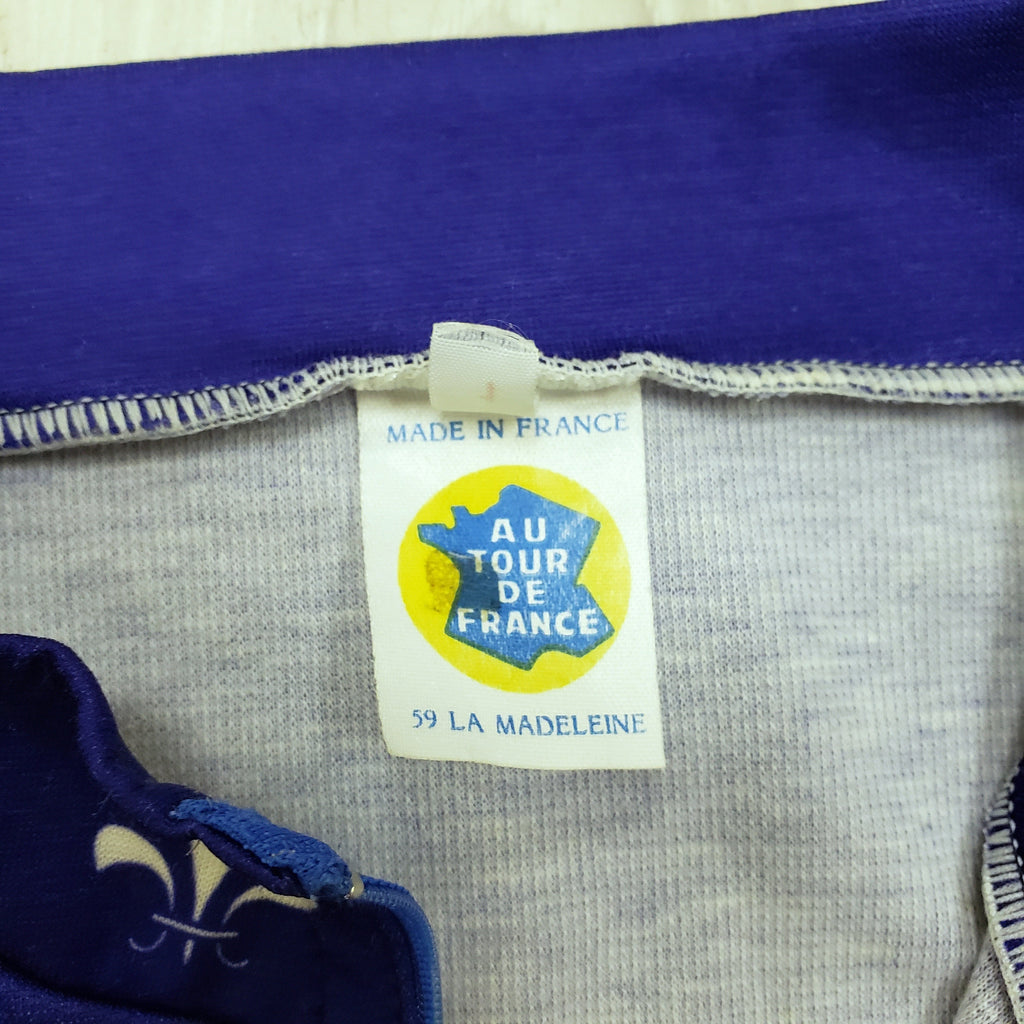 MADE IN FRANCE
AU
TOUR
DE
FRANCE
59 LA MADELEINE